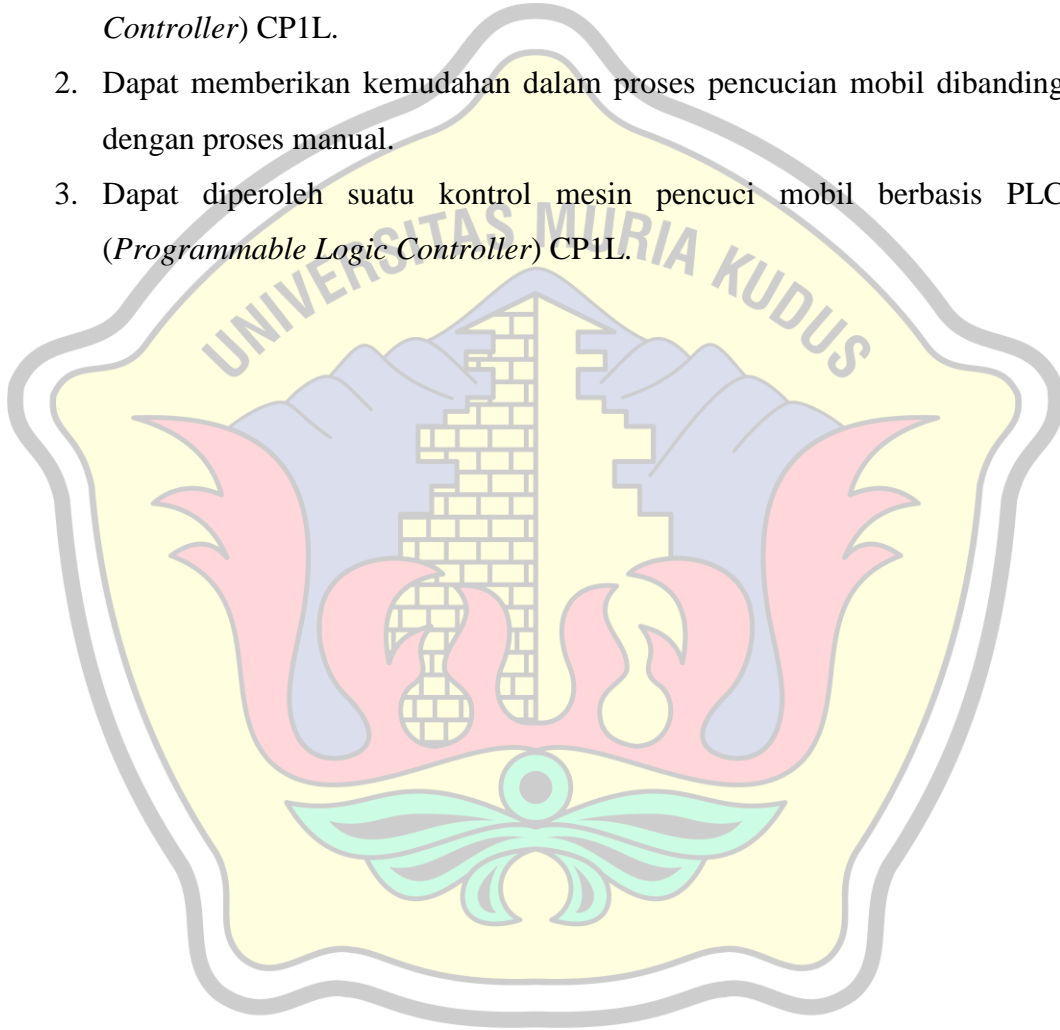 Controller) CP1L.
2. Dapat memberikan kemudahan dalam proses pencucian mobil dibanding
dengan proses manual.
3. Dapat diperoleh suatu kontrol mesin pencuci mobil berbasis PLC
(Programmable Logic Controller) CP1L.
UNIVERSITAS MURIA KUDUS